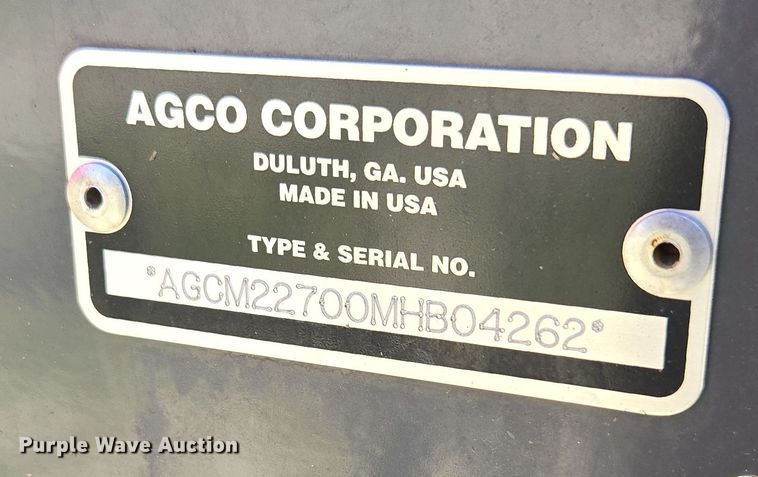 AGCO CORPORATION
DULUTH, GA. USA
MADE IN USA
TYPE & SERIAL NO.
*AGCM22700MHB04262*
Purple Wave Auction